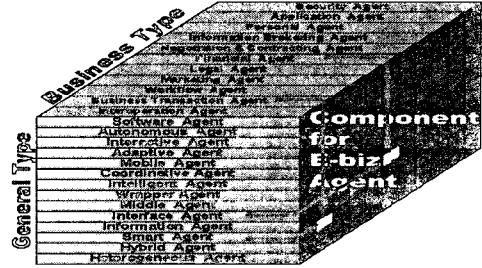 Business Type
Security Agent
Application Agent
Personal Agent
Information Brokering Agent
Negotiation & Contracting Agent
Financial Agent
Legal Agent
Marketing Agent
Workflow Agent
Business Transaction Agent
Agent
General Type
Software Agent
Autonomous Agent
Interactive Agent
Adaptive Agent
Mobile Agent
Coordinative Agent
Intelligent Agent
Wrapper Agent
Middle Agent
Interface Agent
Information Agent
Smart Agent
Hybrid Agent
Heterogeneous Agent
Component
for
E-biz
Agent